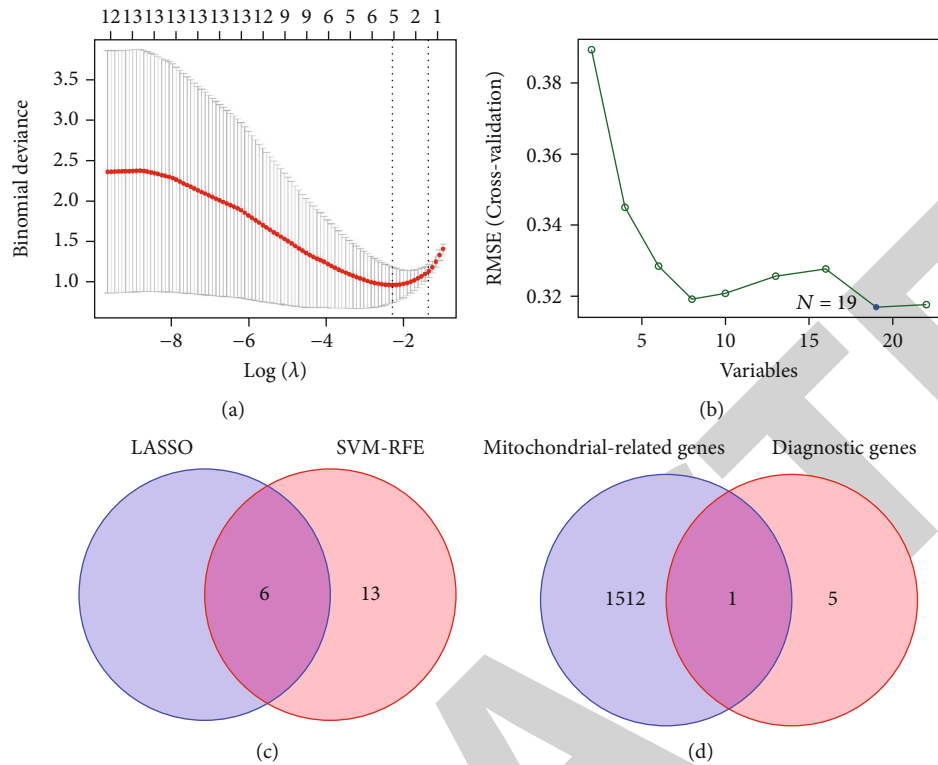 12 13 13 13 13 13 13 12 9 9 6 5 6 5 2 1
Binomial deviance
3.5
3.0
2.5
2.0
1.5
1.0
−8 −6 −4 −2
Log (λ)
(a)
RMSE (Cross-validation)
0.38
0.36
0.34
0.32
N = 19
5 10 15 20
Variables
(b)
LASSO SVM-RFE
6 13
(c)
Mitochondrial-related genes Diagnostic genes
1512 1 5
(d)